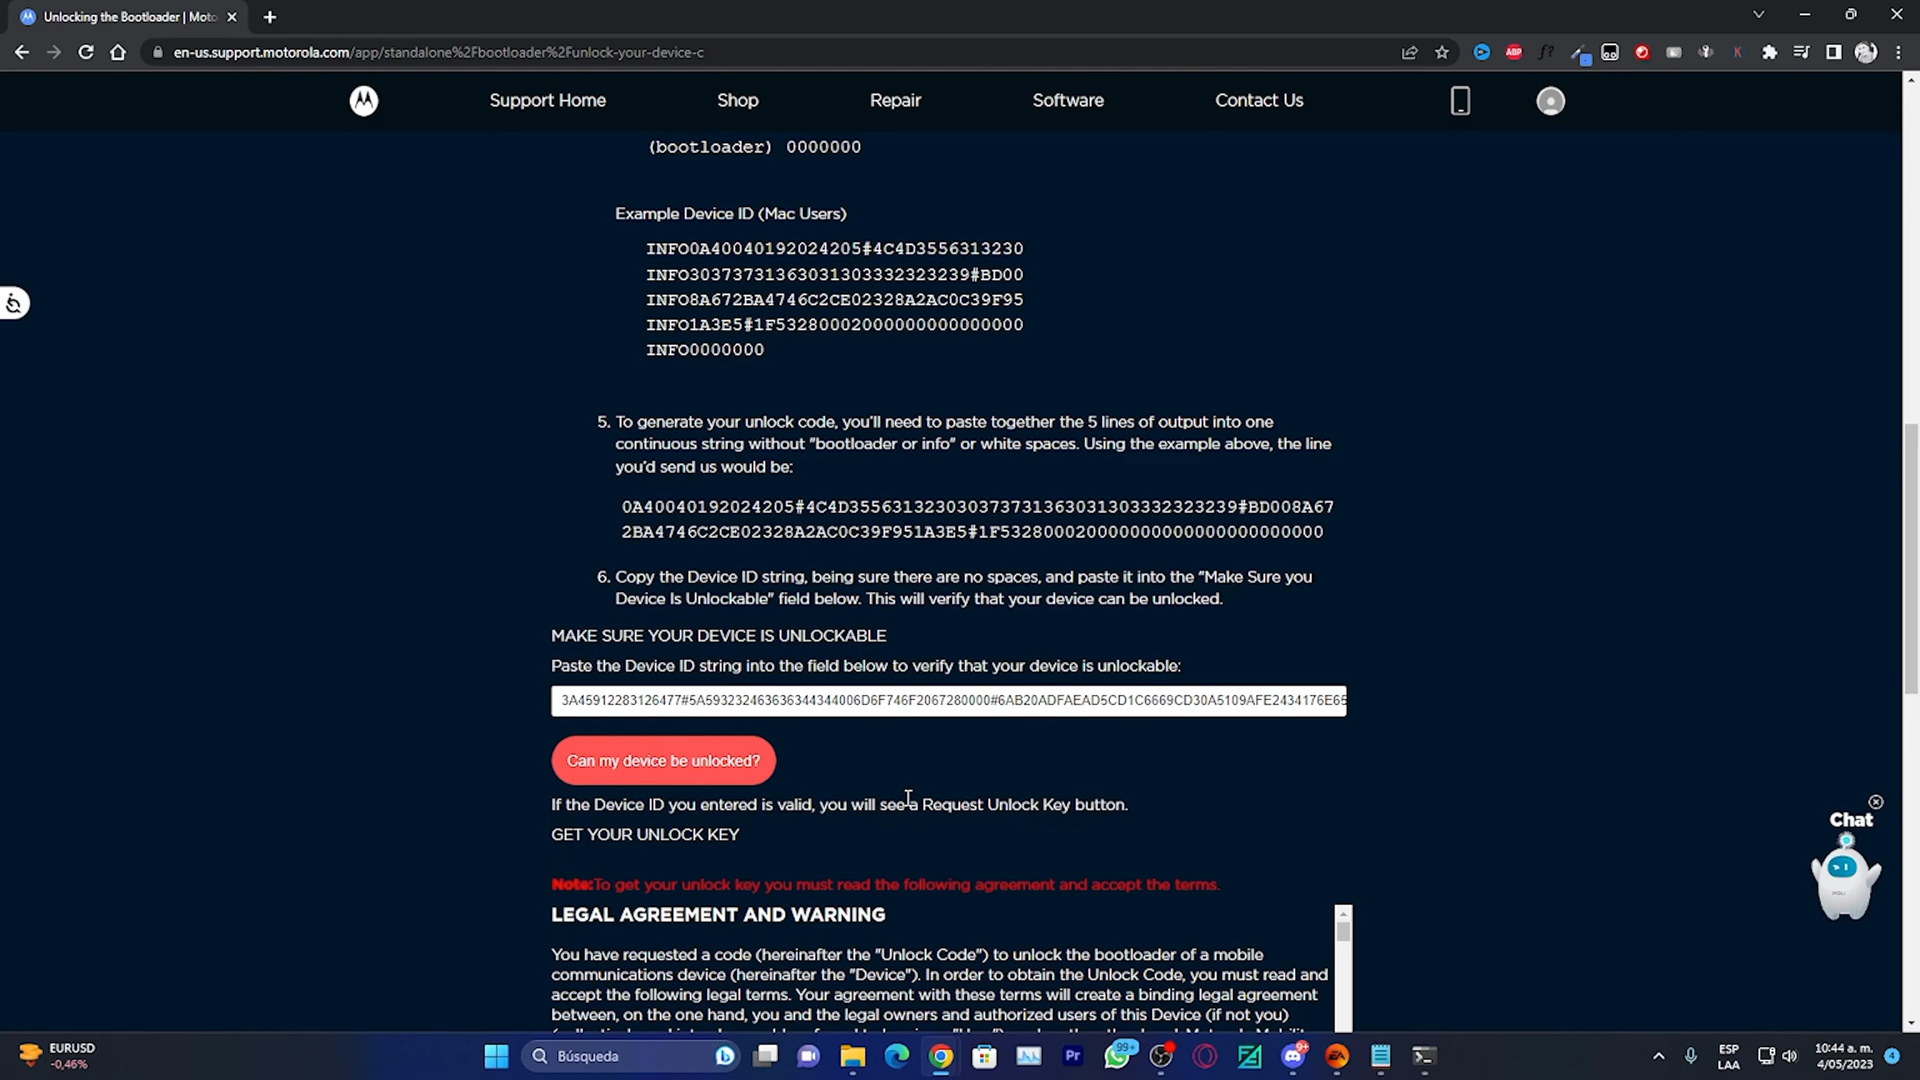 Unlocking the Bootloader | Moto
en-us.support.motorola.com/app/standalone%2Fbootloader%2Funlock-your-device-c
ABP
f?
K
Support Home
Shop
Repair
Software
Contact Us
(bootloader) 0000000
Example Device ID (Mac Users)
INFO0A40040192024205#4C4D3556313230
INFO30373731363031303332323239#BD00
INFO8A672BA4746C2CE02328A2AC0C39F95
INFO1A3E5#1F53280002000000000000000
INFO0000000
5. To generate your unlock code, you'll need to paste together the 5 lines of output into one
continuous string without "bootloader or info" or white spaces. Using the example above, the line
you'd send us would be:
0A40040192024205#4C4D355631323030373731363031303332323239#BD008A67
2BA4746C2CE02328A2AC0C39F951A3E5#1F5328000200000000000000000000000
6. Copy the Device ID string, being sure there are no spaces, and paste it into the "Make Sure you
Device Is Unlockable" field below. This will verify that your device can be unlocked.
MAKE SURE YOUR DEVICE IS UNLOCKABLE
Paste the Device ID string into the field below to verify that your device is unlockable:
3A45912283126477#5A593232463636344344006D6F746F2067280000#6AB20ADFAEAD5CD1C6669CD30A5109AFE2434176E65
Can my device be unlocked?
If the Device ID you entered is valid, you will see a Request Unlock Key button.
GET YOUR UNLOCK KEY
Chat
Note:To get your unlock key you must read the following agreement and accept the terms.
LEGAL AGREEMENT AND WARNING
You have requested a code (hereinafter the "Unlock Code") to unlock the bootloader of a mobile
communications device (hereinafter the "Device"). In order to obtain the Unlock Code, you must read and
accept the following legal terms. Your agreement with these terms will create a binding legal agreement
between, on the one hand, you and the legal owners and authorized users of this Device (if not you)
EURUSD
-0,46%
Búsqueda
Pr
99+
9+
EA
ESP
LAA
10:44 a. m.
4/05/2023
4